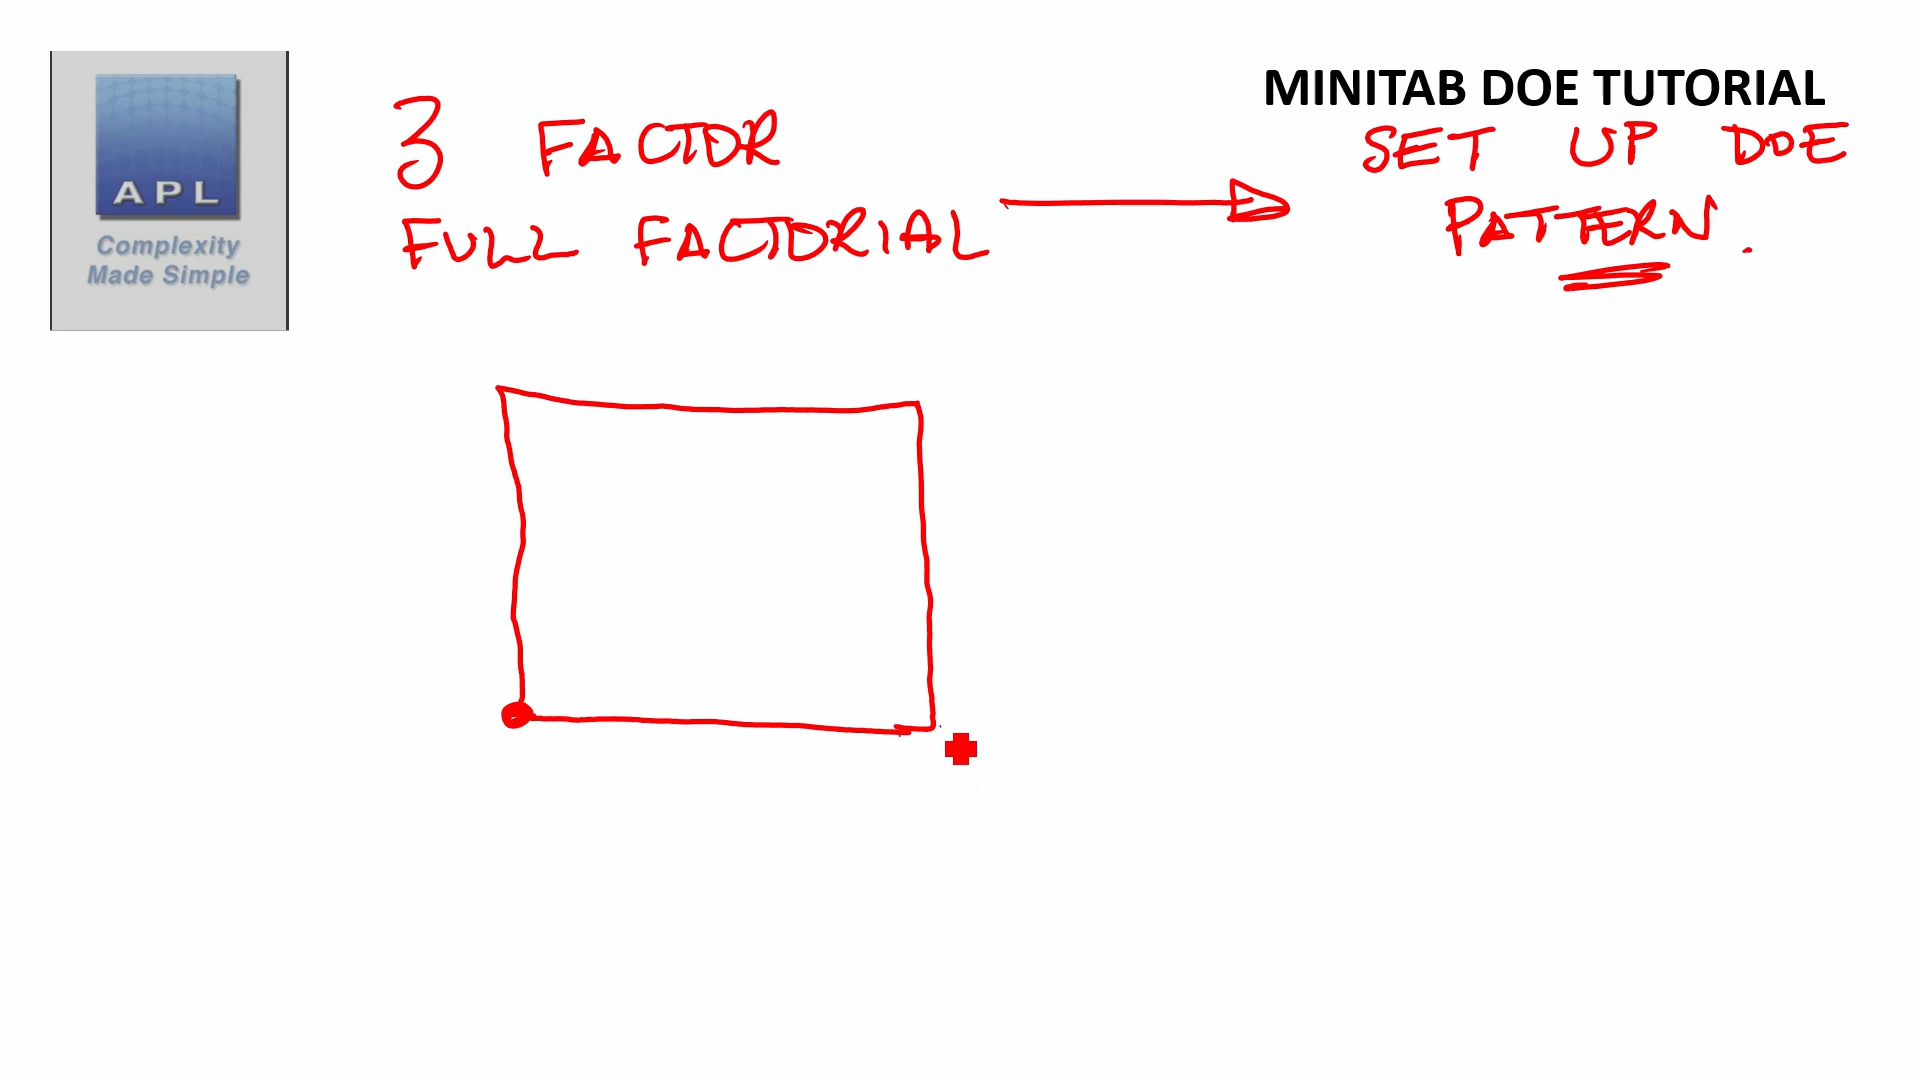 APL
Complexity
Made Simple
3 FACTOR
FULL FACTORIAL
MINITAB DOE TUTORIAL
SET UP DOE
PATTERN.